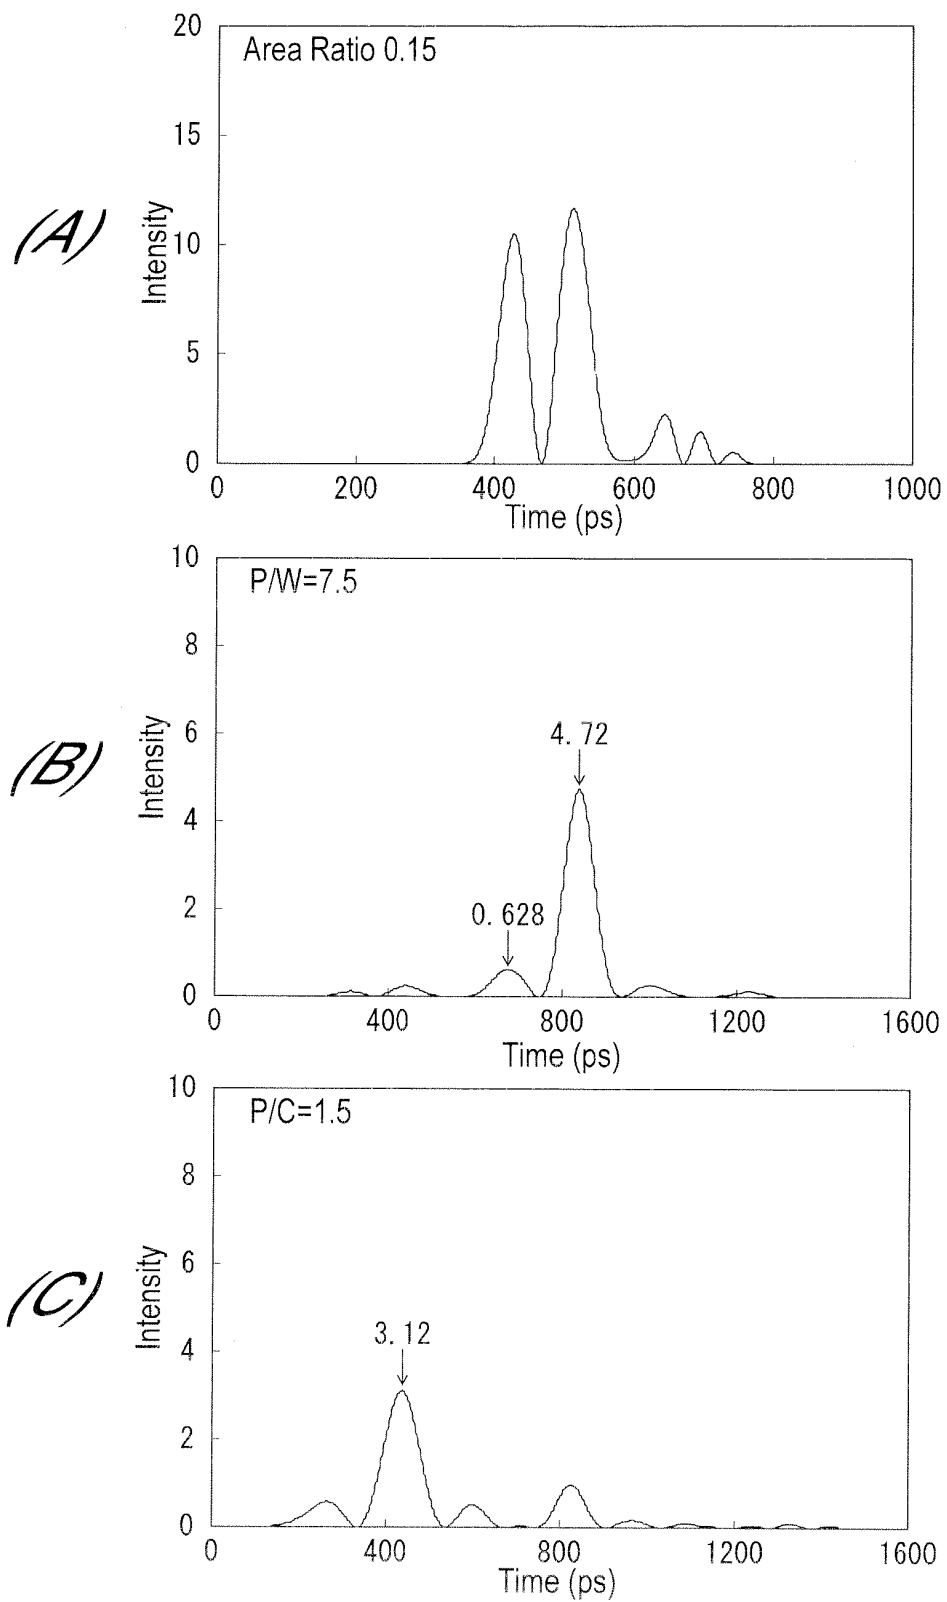 (A)
Area Ratio 0.15
Intensity
20
15
10
5
0
0 200 400 600 800 1000
Time (ps)
(B)
P/W=7.5
Intensity
10
8
6
4
2
0
4.72
0.628
0 400 800 1200 1600
Time (ps)
(C)
P/C=1.5
Intensity
10
8
6
4
2
0
3.12
0 400 800 1200 1600
Time (ps)